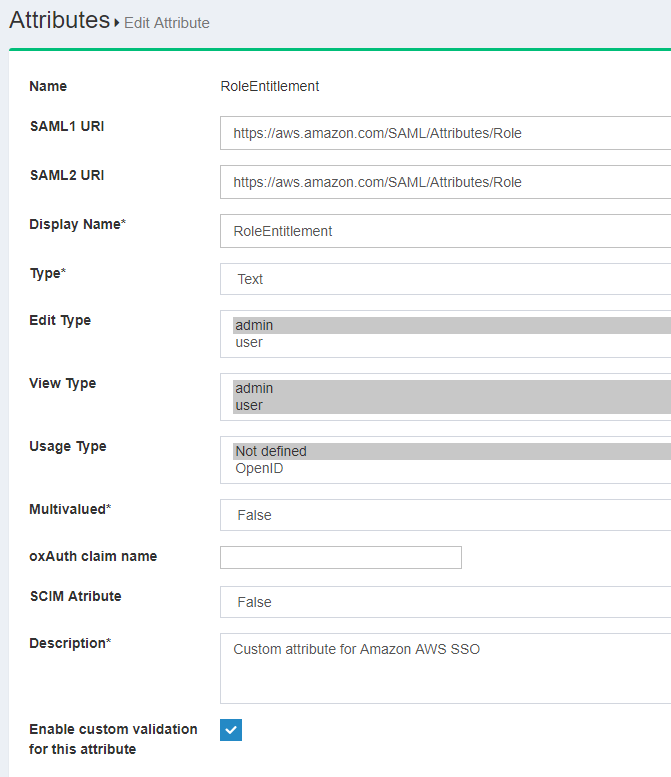 Attributes ▸ Edit Attribute
Name RoleEntitlement
SAML1 URI https://aws.amazon.com/SAML/Attributes/Role
SAML2 URI https://aws.amazon.com/SAML/Attributes/Role
Display Name* RoleEntitlement
Type* Text
Edit Type admin
user
View Type admin
user
Usage Type Not defined
OpenID
Multivalued* False
oxAuth claim name
SCIM Atribute False
Description* Custom attribute for Amazon AWS SSO
Enable custom validation
for this attribute